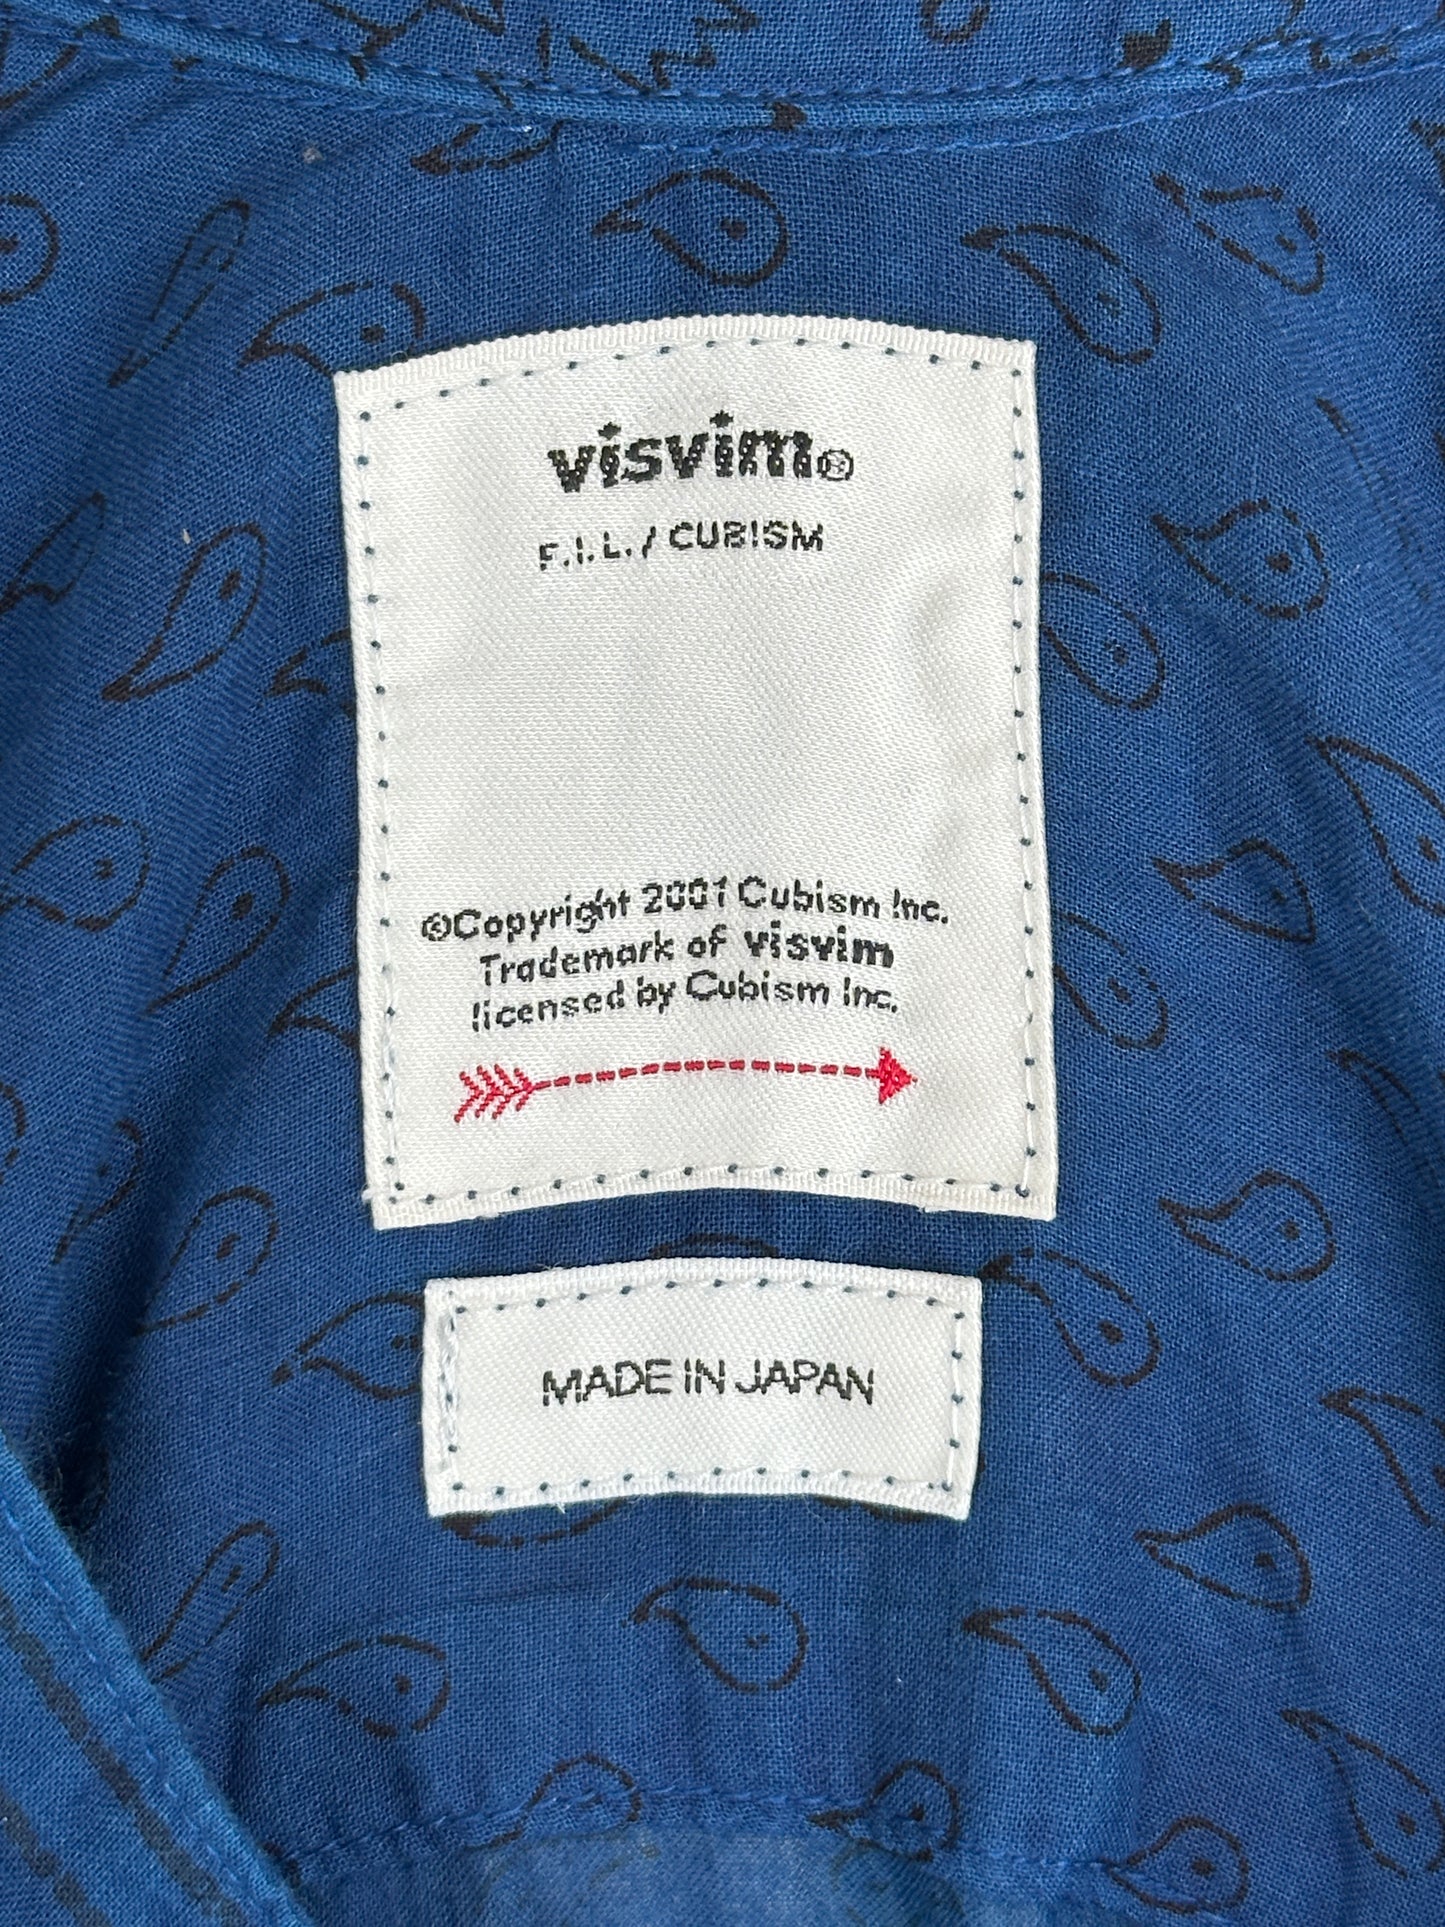 visvim®
F.I.L. / CUBISM
©Copyright 2001 Cubism Inc.
Trademark of visvim
licensed by Cubism Inc.
MADE IN JAPAN